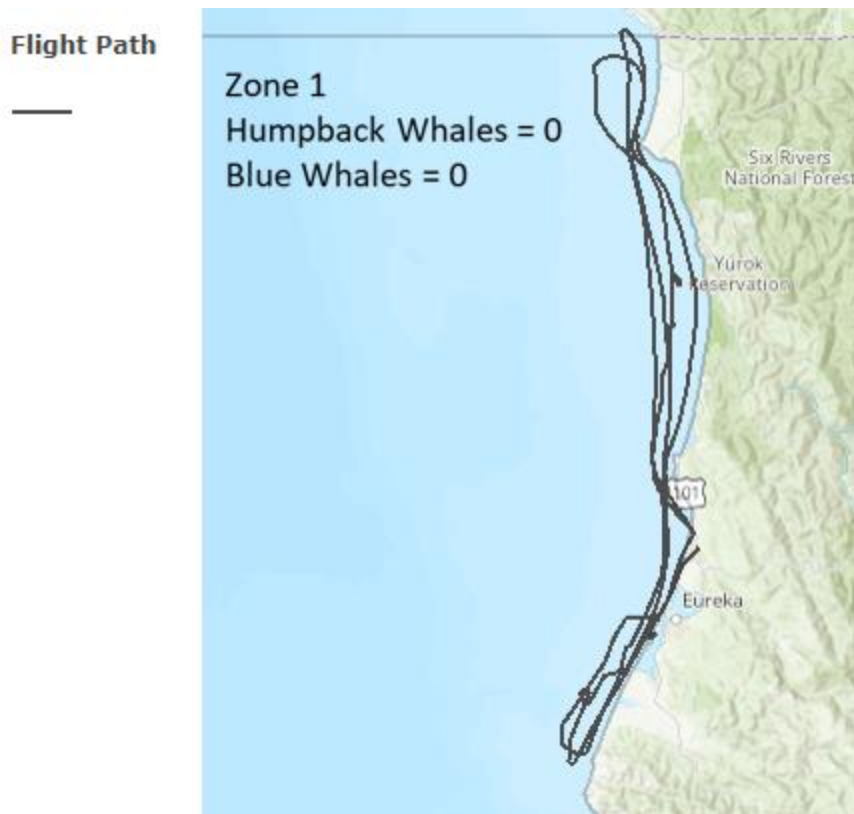 Flight Path
Zone 1
Humpback Whales = 0
Blue Whales = 0
Six Rivers
National Forest
Yurok
Reservation
101
Eureka